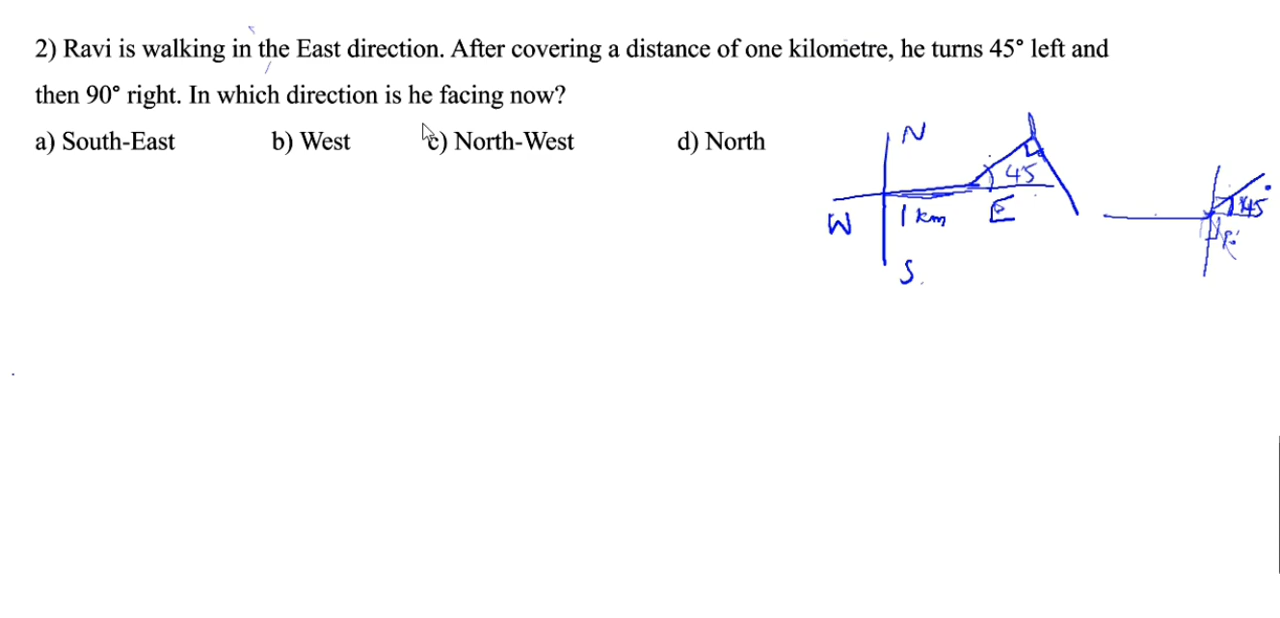 2) Ravi is walking in the East direction. After covering a distance of one kilometre, he turns 45° left and
then 90° right. In which direction is he facing now?
a) South-East b) West c) North-West d) North
N
45
W 1 km E
S
45